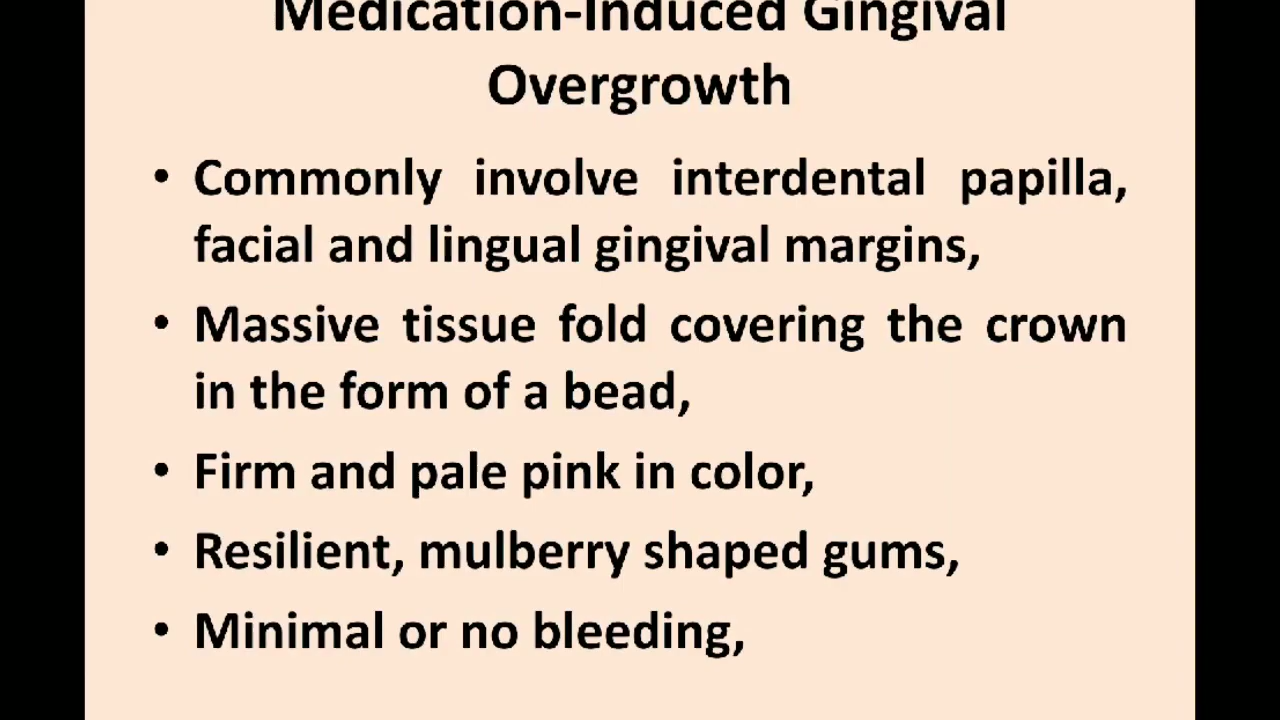 Medication-Induced Gingival
Overgrowth
• Commonly involve interdental papilla,
facial and lingual gingival margins,
• Massive tissue fold covering the crown
in the form of a bead,
• Firm and pale pink in color,
• Resilient, mulberry shaped gums,
• Minimal or no bleeding,